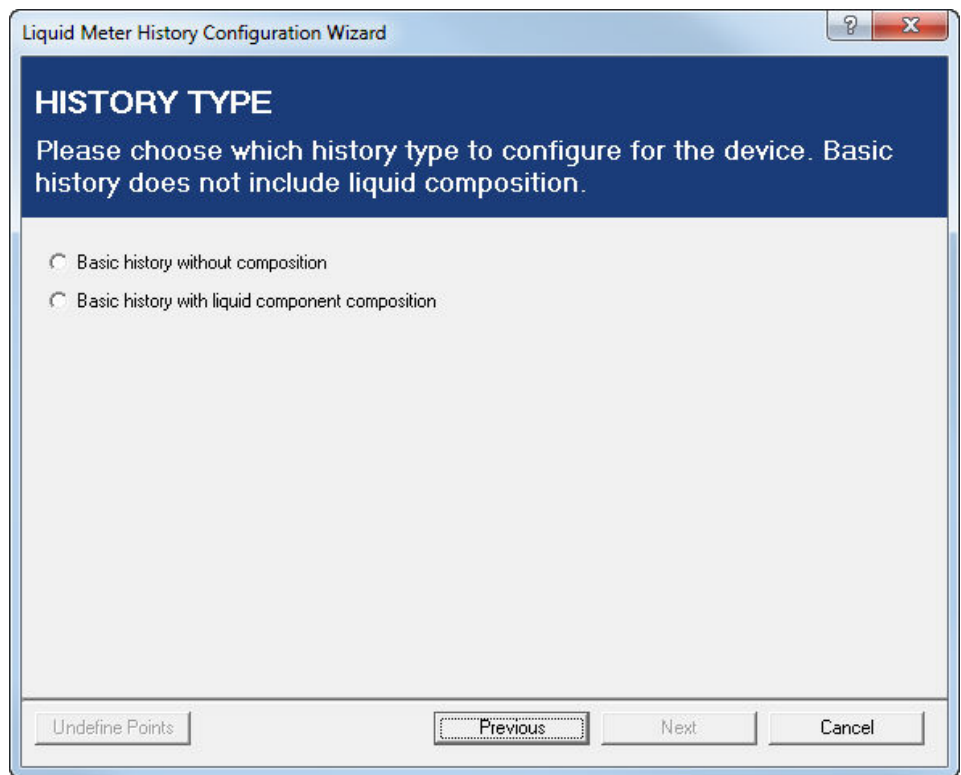 Liquid Meter History Configuration Wizard
HISTORY TYPE
Please choose which history type to configure for the device. Basic
history does not include liquid composition.
Basic history without composition
Basic history with liquid component composition
Undefine Points
Previous
Next
Cancel